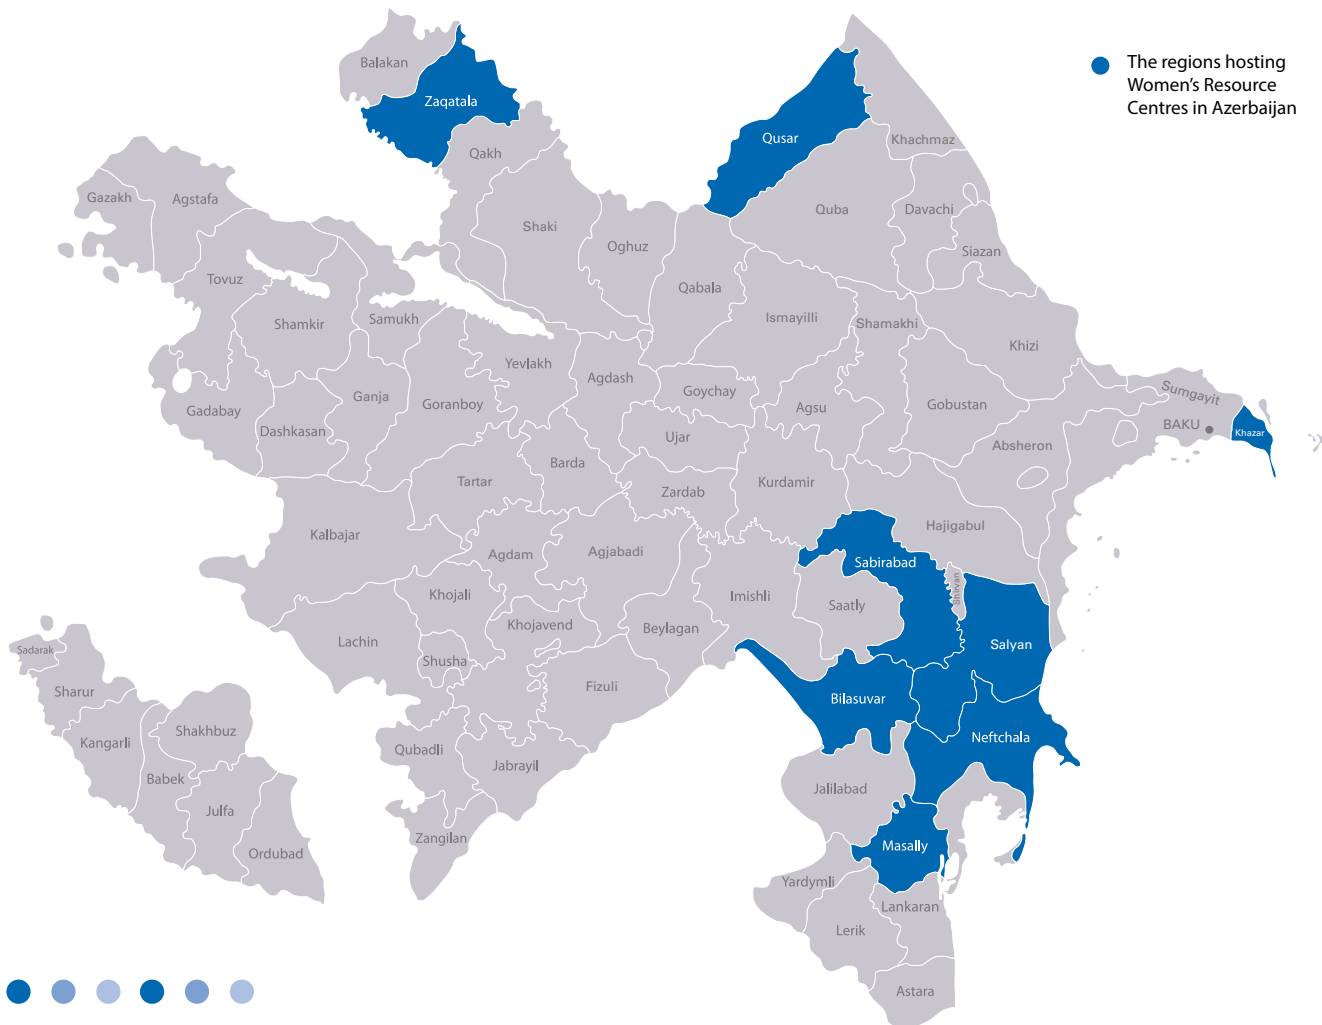 The regions hosting
Women’s Resource
Centres in Azerbaijan
Balakan
Zaqatala
Qusar
Khachmaz
Qakh
Gazakh
Agstafa
Quba
Davachi
Shaki
Oghuz
Siazan
Tovuz
Qabala
Shamkir
Samukh
Ismayilli
Shamakhi
Khizi
Yevlakh
Agdash
Goychay
Sumgayit
Gadabay
Ganja
Goranboy
Agsu
Gobustan
Dashkasan
Ujar
BAKU
Khazar
Absheron
Barda
Tartar
Zardab
Kurdamir
Kalbajar
Hajigabul
Agdam
Agjabadi
Sabirabad
Khojali
Imishli
Saatly
Shirvan
Khojavend
Lachin
Beylagan
Salyan
Sadarak
Shusha
Sharur
Fizuli
Bilasuvar
Shakhbuz
Kangarli
Neftchala
Qubadli
Jabrayil
Babek
Jalilabad
Julfa
Zangilan
Masally
Ordubad
Yardymli
Lankaran
Lerik
Astara